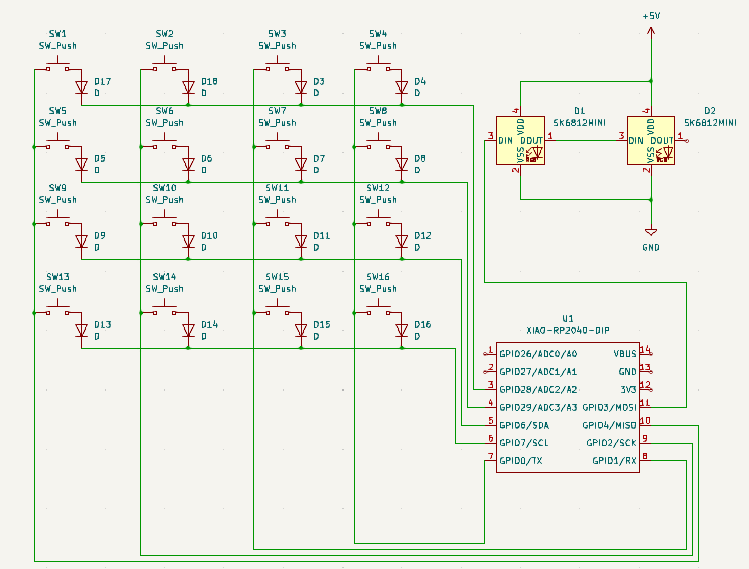 SW1
SW_Push
SW2
SW_Push
SW3
SW_Push
SW4
SW_Push
D17
D
D18
D
D3
D
D4
D
SW5
SW_Push
SW6
SW_Push
SW7
SW_Push
SW8
SW_Push
D5
D
D6
D
D7
D
D8
D
SW9
SW_Push
SW10
SW_Push
SW11
SW_Push
SW12
SW_Push
D9
D
D10
D
D11
D
D12
D
SW13
SW_Push
SW14
SW_Push
SW15
SW_Push
SW16
SW_Push
D13
D
D14
D
D15
D
D16
D
+5V
D1
SK6812MINI
4
VDD
3
DIN
DOUT
1
VSS
2
D2
SK6812MINI
4
VDD
3
DIN
DOUT
1
VSS
2
GND
U1
XIAO-RP2040-DIP
1
GPIO26/ADC0/A0
VBUS
14
2
GPIO27/ADC1/A1
GND
13
3
GPIO28/ADC2/A2
3V3
12
4
GPIO29/ADC3/A3
GPIO3/MOSI
11
5
GPIO6/SDA
GPIO4/MISO
10
6
GPIO7/SCL
GPIO2/SCK
9
7
GPIO0/TX
GPIO1/RX
8